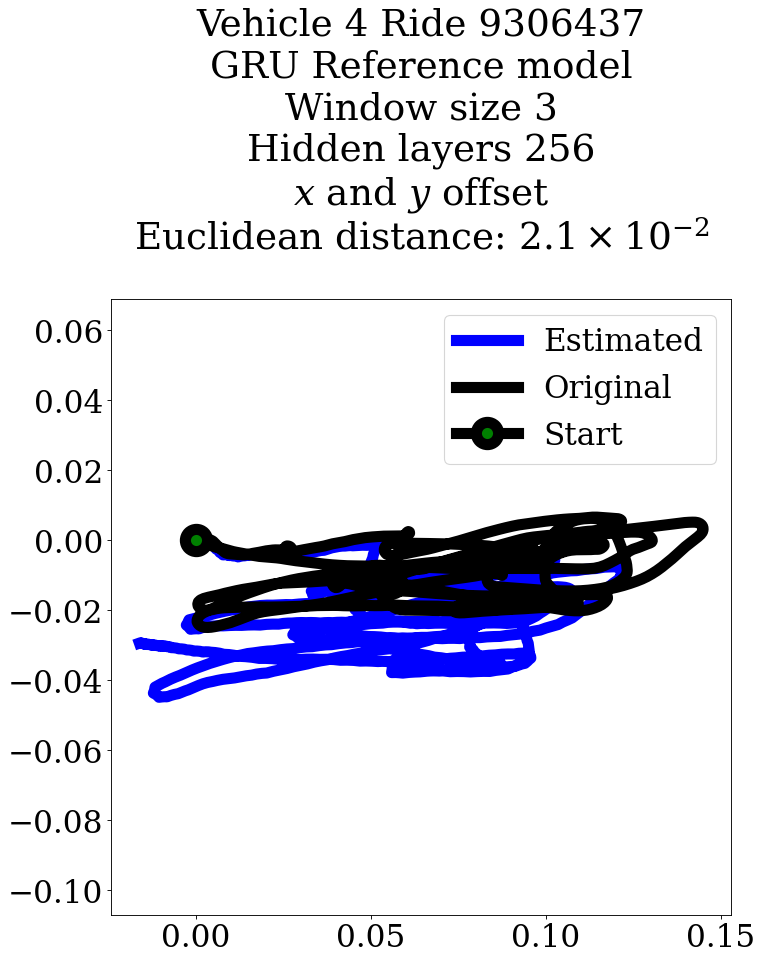 Vehicle 4 Ride 9306437
GRU Reference model
Window size 3
Hidden layers 256
x and y offset
Euclidean distance: 2.1 × 10⁻²
Estimated
Original
Start
0.06
0.04
0.02
0.00
−0.02
−0.04
−0.06
−0.08
−0.10
0.00 0.05 0.10 0.15